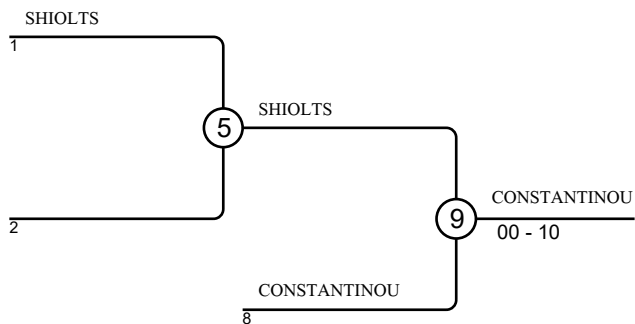 SHIOLTS
1
5
SHIOLTS
2
9
CONSTANTINOU
00 - 10
CONSTANTINOU
8